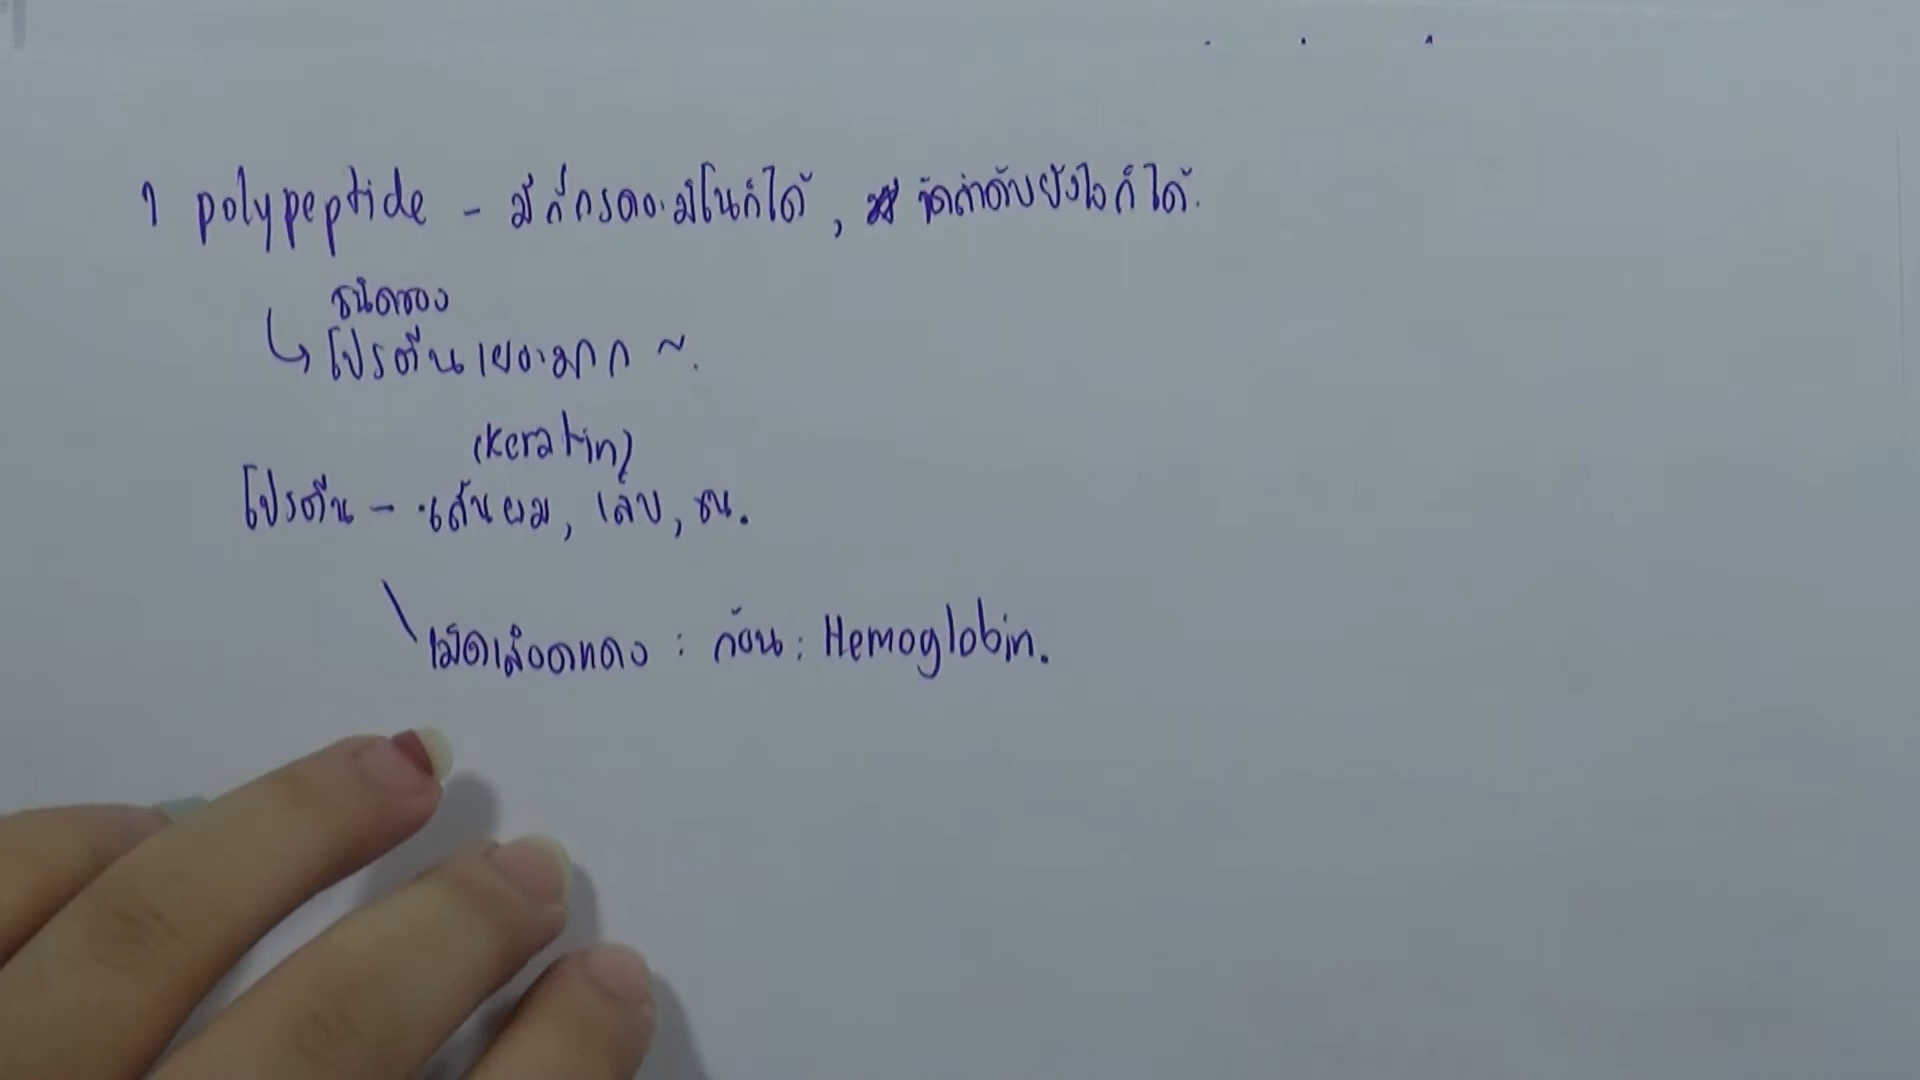 1 polypeptide - มีกี่กรดอะมิโนก็ได้, จัดลำดับยังไงก็ได้.
ชนิดของ
↳ โปรตีนเยอะมาก ~.
(keratin)
โปรตีน - เส้นผม, เล็บ, ขน.
\ เม็ดเลือดแดง : ก้อน : Hemoglobin.